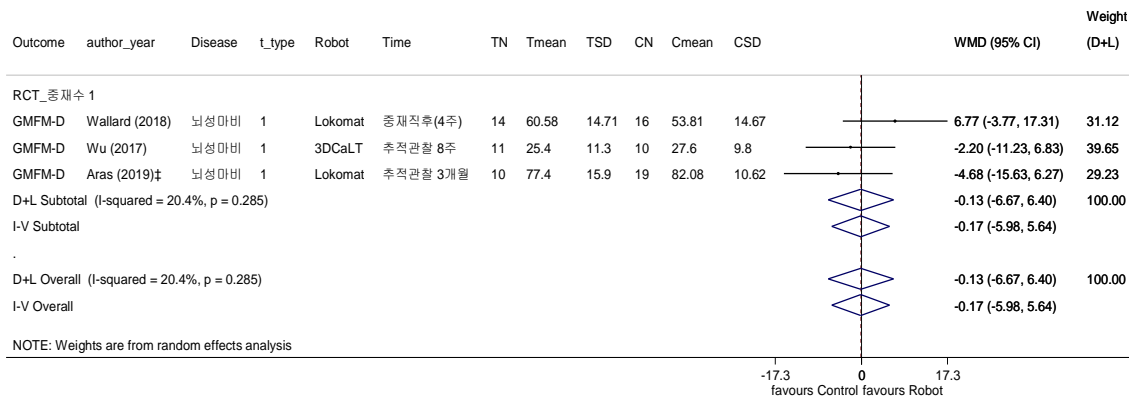 Outcome author_year Disease t_type Robot Time TN Tmean TSD CN Cmean CSD WMD (95% CI) Weight (D+L)
RCT_중재수 1
GMFM-D Wallard (2018) 뇌성마비 1 Lokomat 중재직후(4주) 14 60.58 14.71 16 53.81 14.67 6.77 (-3.77, 17.31) 31.12
GMFM-D Wu (2017) 뇌성마비 1 3DCaLT 추적관찰 8주 11 25.4 11.3 10 27.6 9.8 -2.20 (-11.23, 6.83) 39.65
GMFM-D Aras (2019)‡ 뇌성마비 1 Lokomat 추적관찰 3개월 10 77.4 15.9 19 82.08 10.62 -4.68 (-15.63, 6.27) 29.23
D+L Subtotal (I-squared = 20.4%, p = 0.285) -0.13 (-6.67, 6.40) 100.00
I-V Subtotal -0.17 (-5.98, 5.64)
.
D+L Overall (I-squared = 20.4%, p = 0.285) -0.13 (-6.67, 6.40) 100.00
I-V Overall -0.17 (-5.98, 5.64)
NOTE: Weights are from random effects analysis
-17.3 0 17.3
favours Control favours Robot